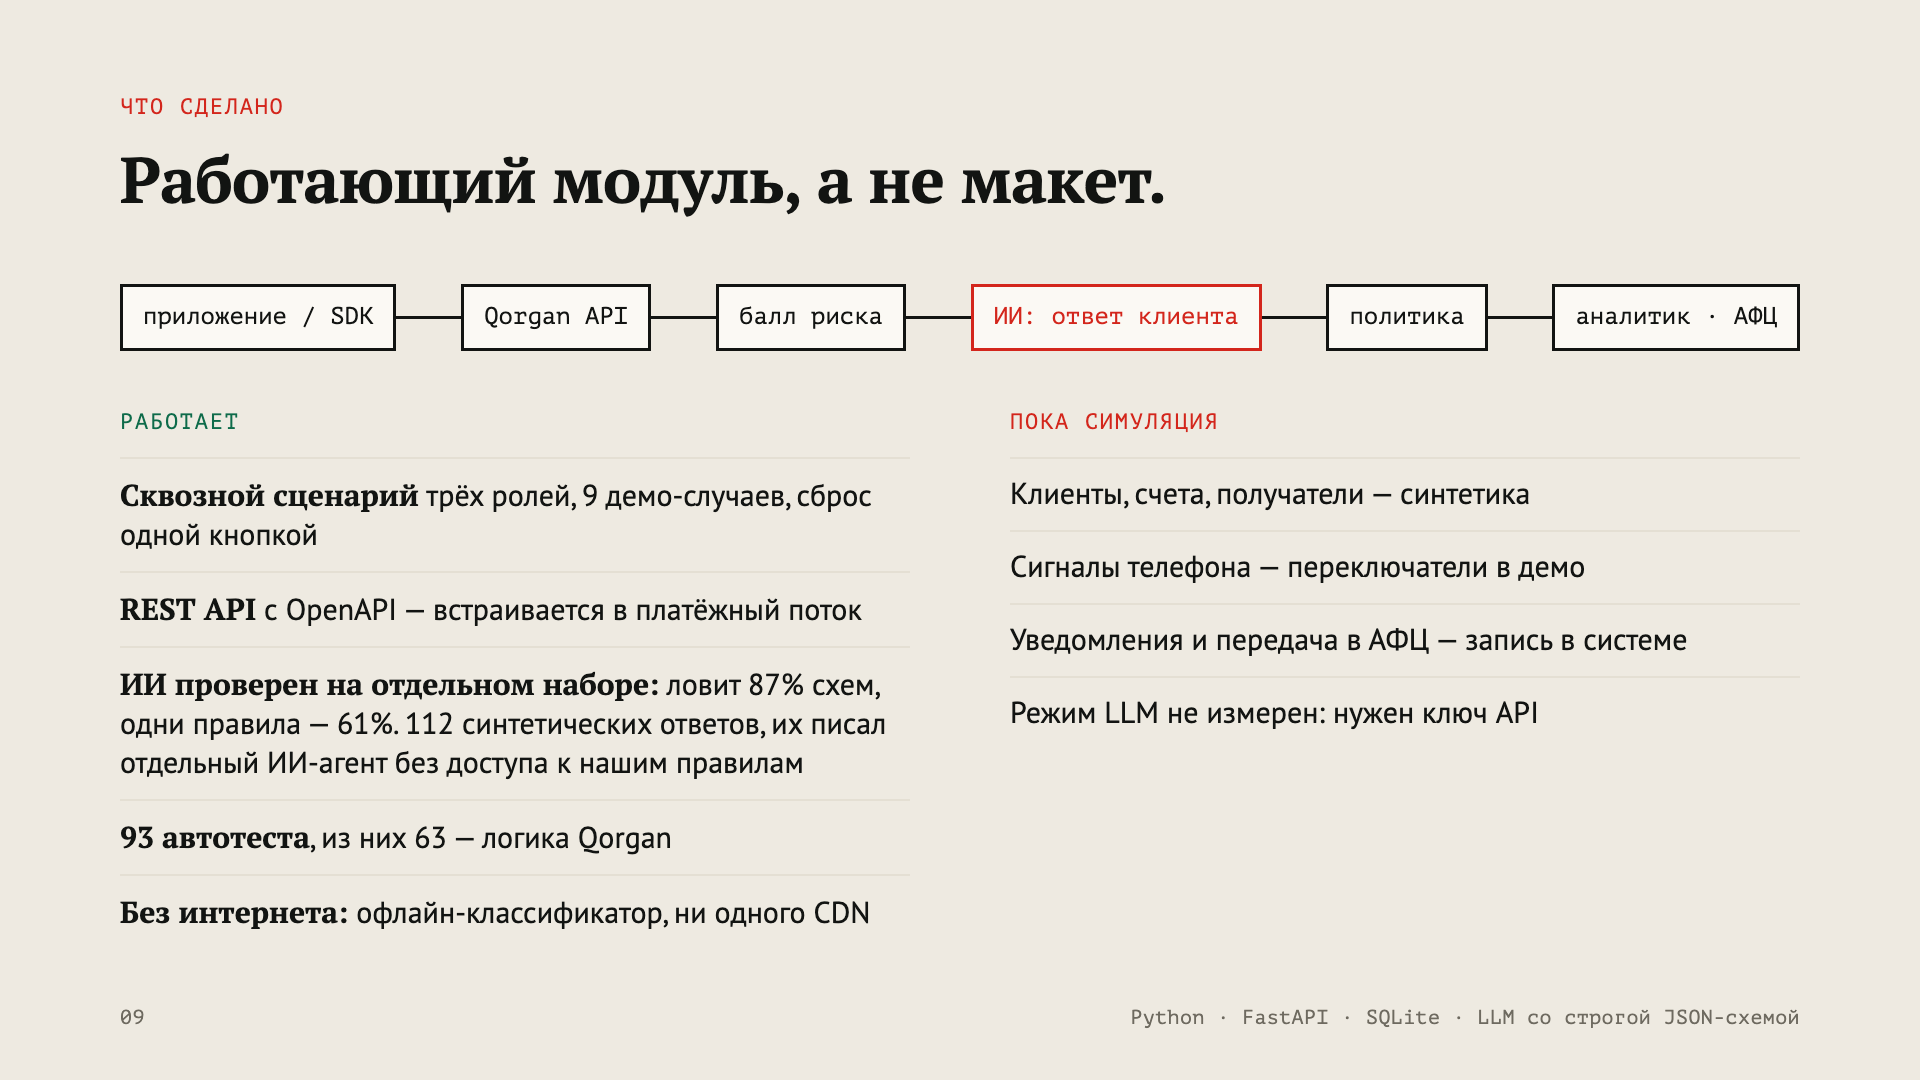 ЧТО СДЕЛАНО
Работающий модуль, а не макет.
приложение / SDK
Qorgan API
балл риска
ИИ: ответ клиента
политика
аналитик · АФЦ
РАБОТАЕТ
Сквозной сценарий трёх ролей, 9 демо-случаев, сброс
одной кнопкой
REST API с OpenAPI — встраивается в платёжный поток
ИИ проверен на отдельном наборе: ловит 87% схем,
одни правила — 61%. 112 синтетических ответов, их писал
отдельный ИИ-агент без доступа к нашим правилам
93 автотеста, из них 63 — логика Qorgan
Без интернета: офлайн-классификатор, ни одного CDN
ПОКА СИМУЛЯЦИЯ
Клиенты, счета, получатели — синтетика
Сигналы телефона — переключатели в демо
Уведомления и передача в АФЦ — запись в системе
Режим LLM не измерен: нужен ключ API
09
Python · FastAPI · SQLite · LLM со строгой JSON-схемой